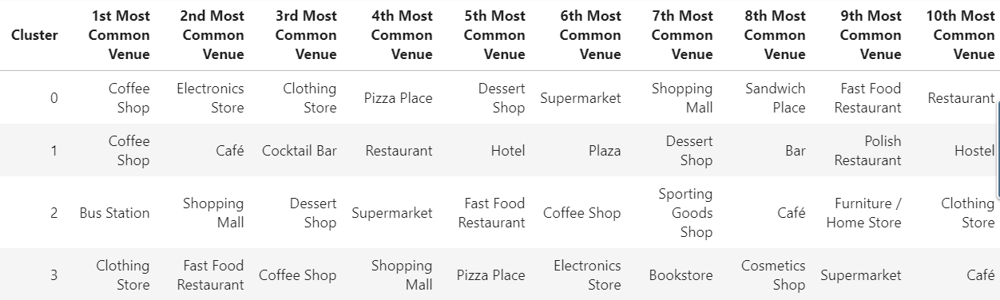 Cluster 1st Most Common Venue 2nd Most Common Venue 3rd Most Common Venue 4th Most Common Venue 5th Most Common Venue 6th Most Common Venue 7th Most Common Venue 8th Most Common Venue 9th Most Common Venue 10th Most Common Venue
0 Coffee Shop Electronics Store Clothing Store Pizza Place Dessert Shop Supermarket Shopping Mall Sandwich Place Fast Food Restaurant Restaurant
1 Coffee Shop Café Cocktail Bar Restaurant Hotel Plaza Dessert Shop Bar Polish Restaurant Hostel
2 Bus Station Shopping Mall Dessert Shop Supermarket Fast Food Restaurant Coffee Shop Sporting Goods Shop Café Furniture / Home Store Clothing Store
3 Clothing Store Fast Food Restaurant Coffee Shop Shopping Mall Pizza Place Electronics Store Bookstore Cosmetics Shop Supermarket Café